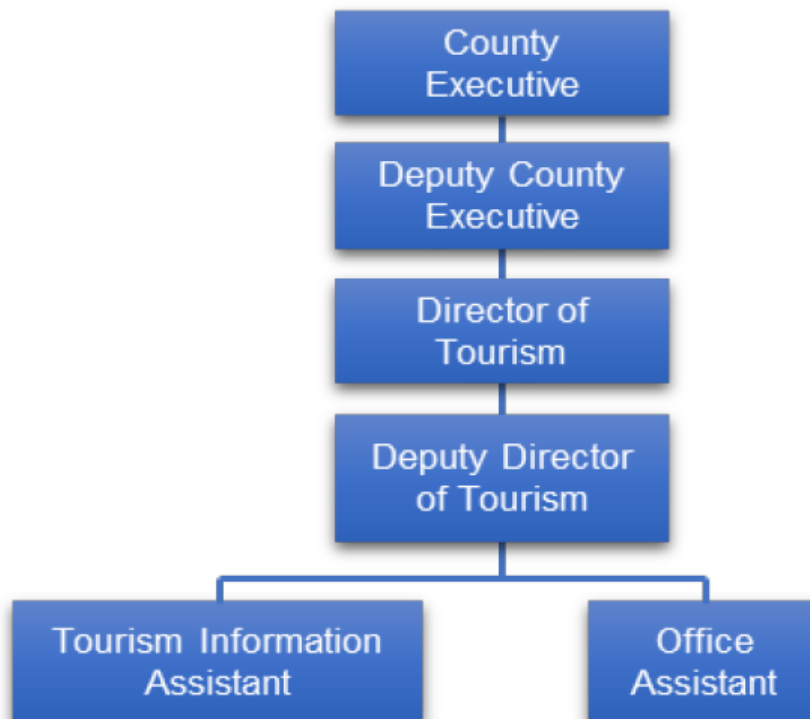 County
Executive
Deputy County
Executive
Director of
Tourism
Deputy Director
of Tourism
Tourism Information
Assistant
Office
Assistant